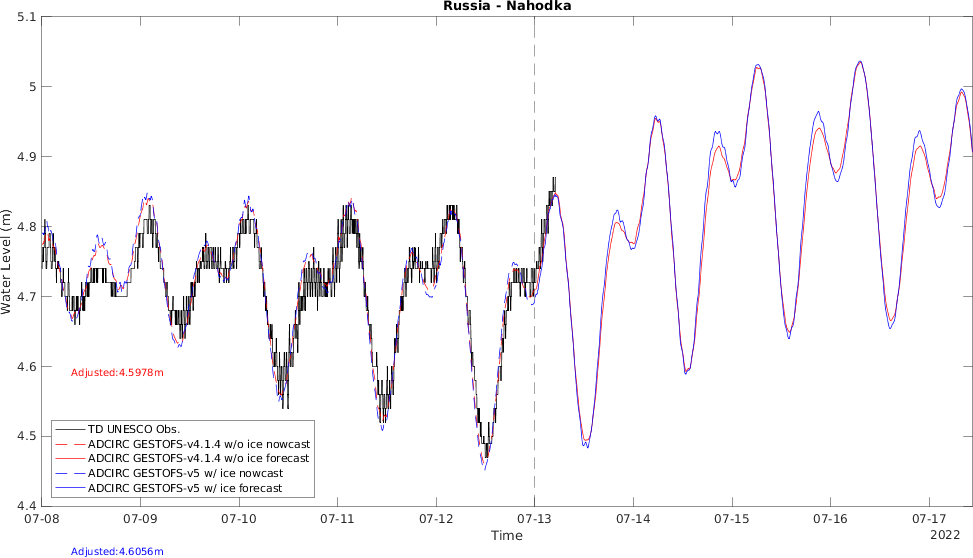 Russia - Nahodka
5.1
5
4.9
4.8
4.7
4.6
4.5
4.4
Water Level (m)
Adjusted:4.5978m
TD UNESCO Obs.
ADCIRC GESTOFS-v4.1.4 w/o ice nowcast
ADCIRC GESTOFS-v4.1.4 w/o ice forecast
ADCIRC GESTOFS-v5 w/ ice nowcast
ADCIRC GESTOFS-v5 w/ ice forecast
07-08 07-09 07-10 07-11 07-12 07-13 07-14 07-15 07-16 07-17
Time
2022
Adjusted:4.6056m